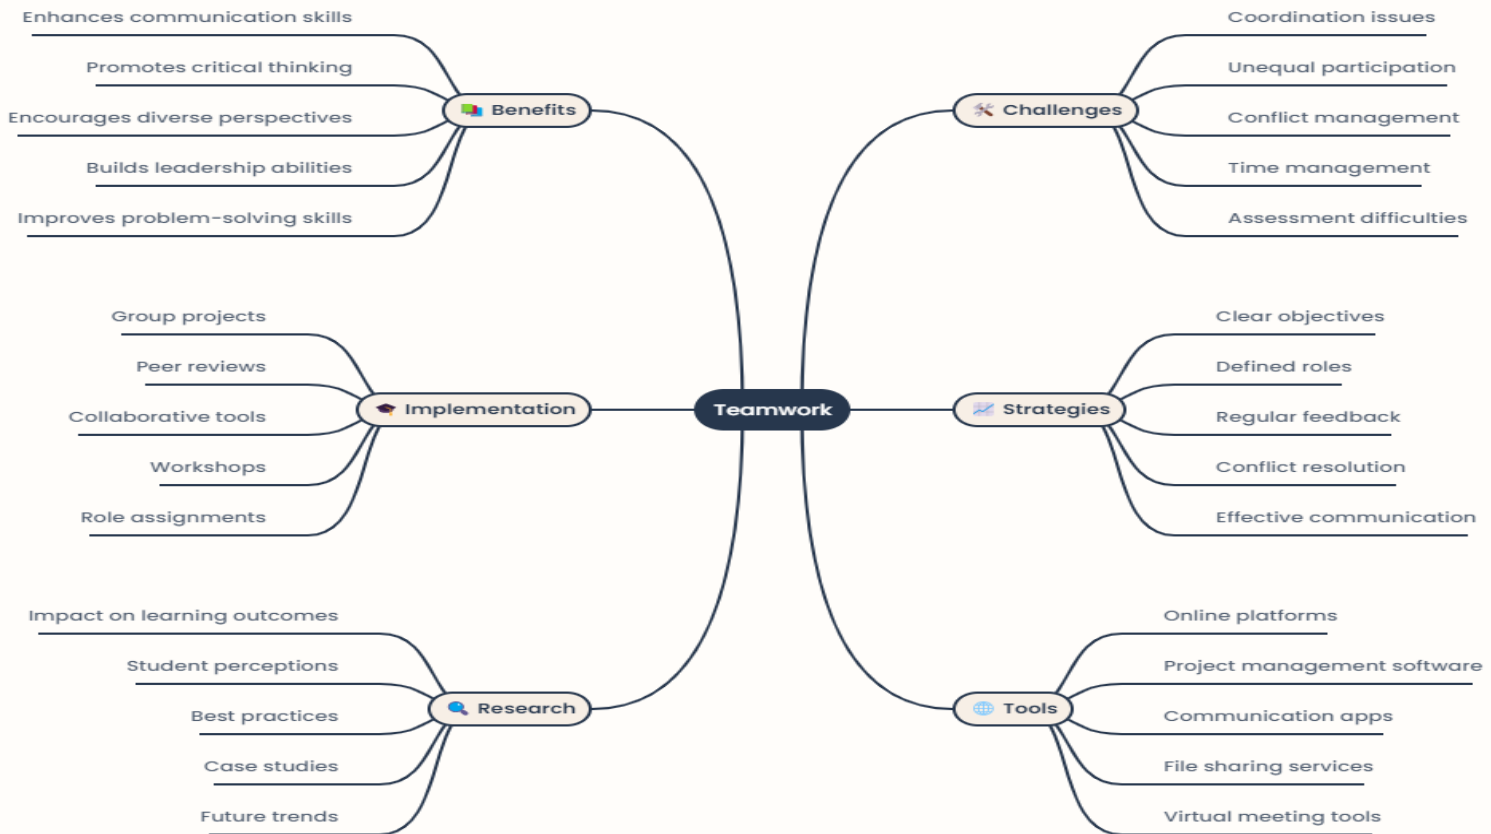 Teamwork
Benefits
Enhances communication skills
Promotes critical thinking
Encourages diverse perspectives
Builds leadership abilities
Improves problem-solving skills
Implementation
Group projects
Peer reviews
Collaborative tools
Workshops
Role assignments
Research
Impact on learning outcomes
Student perceptions
Best practices
Case studies
Future trends
Challenges
Coordination issues
Unequal participation
Conflict management
Time management
Assessment difficulties
Strategies
Clear objectives
Defined roles
Regular feedback
Conflict resolution
Effective communication
Tools
Online platforms
Project management software
Communication apps
File sharing services
Virtual meeting tools